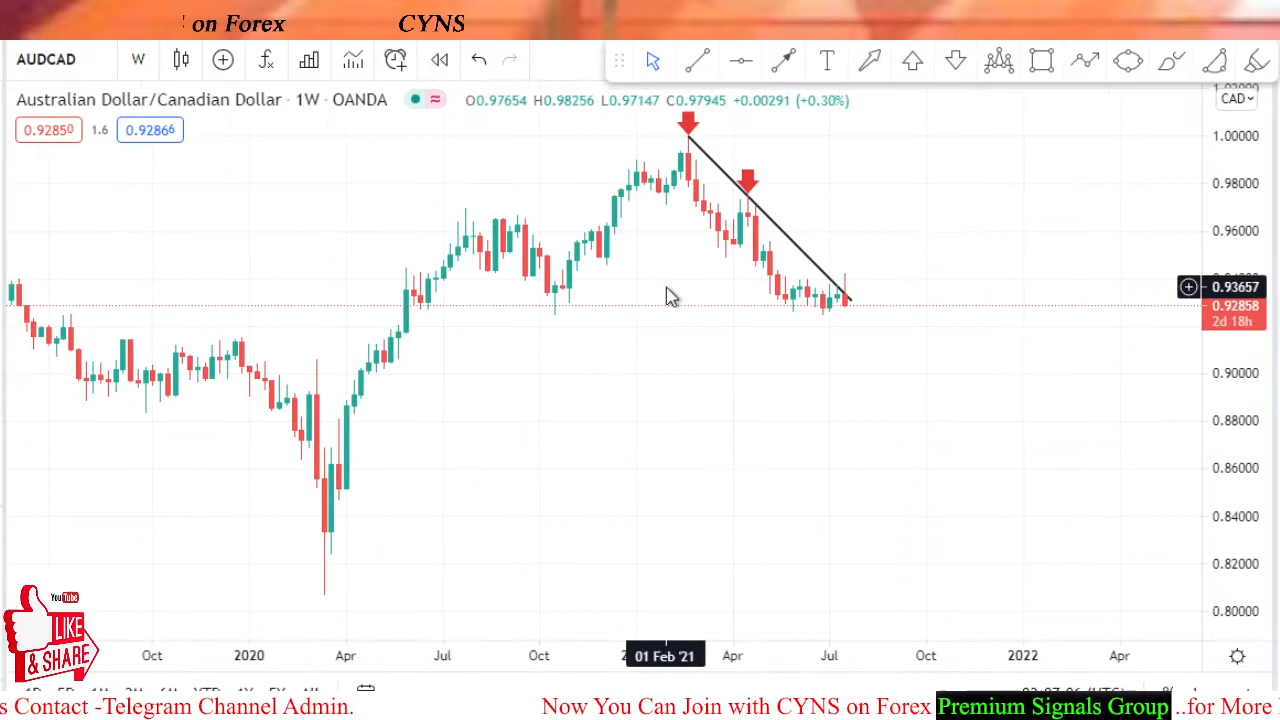 on Forex CYNS
AUDCAD W
Australian Dollar/Canadian Dollar · 1W · OANDA O0.97654 H0.98256 L0.97147 C0.97945 +0.00291 (+0.30%)
CAD
0.92850 1.6 0.92866
1.00000
0.98000
0.96000
0.93657
0.92858
2d 18h
0.90000
0.88000
0.86000
0.84000
0.82000
0.80000
YouTube
LIKE
& SHARE
Oct 2020 Apr Jul Oct 01 Feb '21 Apr Jul Oct 2022 Apr
s Contact -Telegram Channel Admin. Now You Can Join with CYNS on Forex Premium Signals Group ..for More